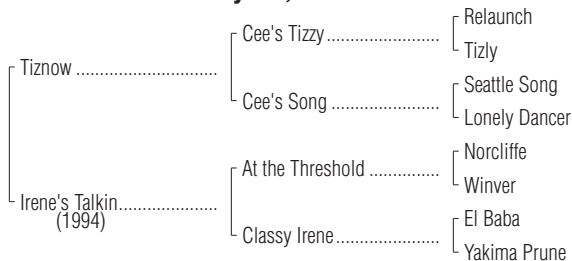 Relaunch
Cee's Tizzy
Tizly
Tiznow
Seattle Song
Cee's Song
Lonely Dancer
Norcliffe
At the Threshold
Winver
Irene's Talkin
(1994)
El Baba
Classy Irene
Yakima Prune